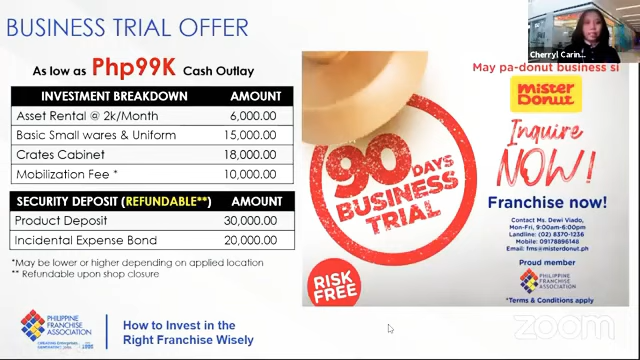 BUSINESS TRIAL OFFER
As low as Php99K Cash Outlay
INVESTMENT BREAKDOWN AMOUNT
Asset Rental @ 2k/Month 6,000.00
Basic Small wares & Uniform 15,000.00
Crates Cabinet 18,000.00
Mobilization Fee * 10,000.00
SECURITY DEPOSIT (REFUNDABLE**) AMOUNT
Product Deposit 30,000.00
Incidental Expense Bond 20,000.00
*May be lower or higher depending on applied location
** Refundable upon shop closure
90 DAYS
BUSINESS
TRIAL
RISK
FREE
Cherryl Carin...
May pa-donut business si
mister
Donut
Inquire
NOW!
Franchise now!
Contact Ms. Dewi Viado,
Mon-Fri, 9:00am-6:00pm
Landline: (02) 8370-1236
Mobile: 09178896148
Email: fms@misterdonut.ph
Proud member
PHILIPPINE
FRANCHISE
ASSOCIATION
*Terms & Conditions apply
PHILIPPINE
FRANCHISE
ASSOCIATION
How to Invest in the
Right Franchise Wisely
zoom